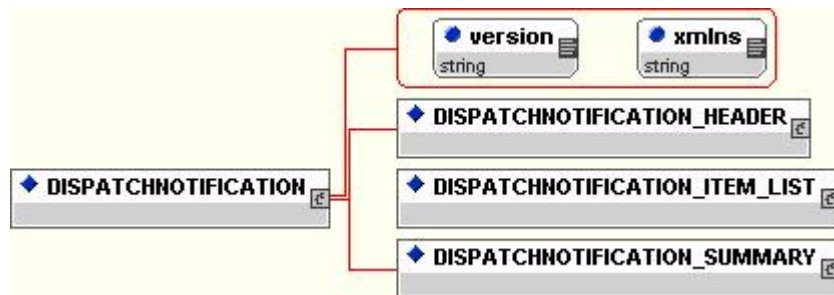 version
string
xmlns
string
DISPATCHNOTIFICATION_HEADER
DISPATCHNOTIFICATION
DISPATCHNOTIFICATION_ITEM_LIST
DISPATCHNOTIFICATION_SUMMARY